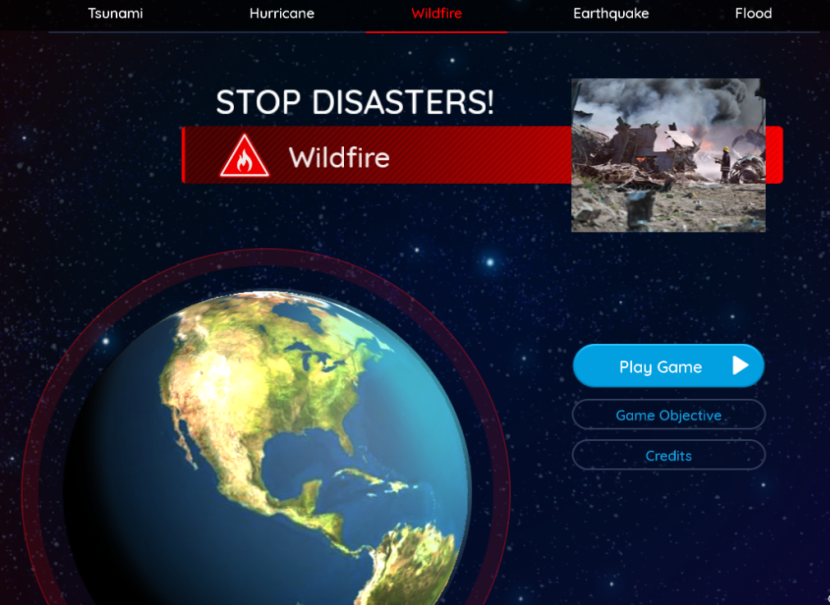 Tsunami Hurricane Wildfire Earthquake Flood
STOP DISASTERS!
Wildfire
Play Game
Game Objective
Credits